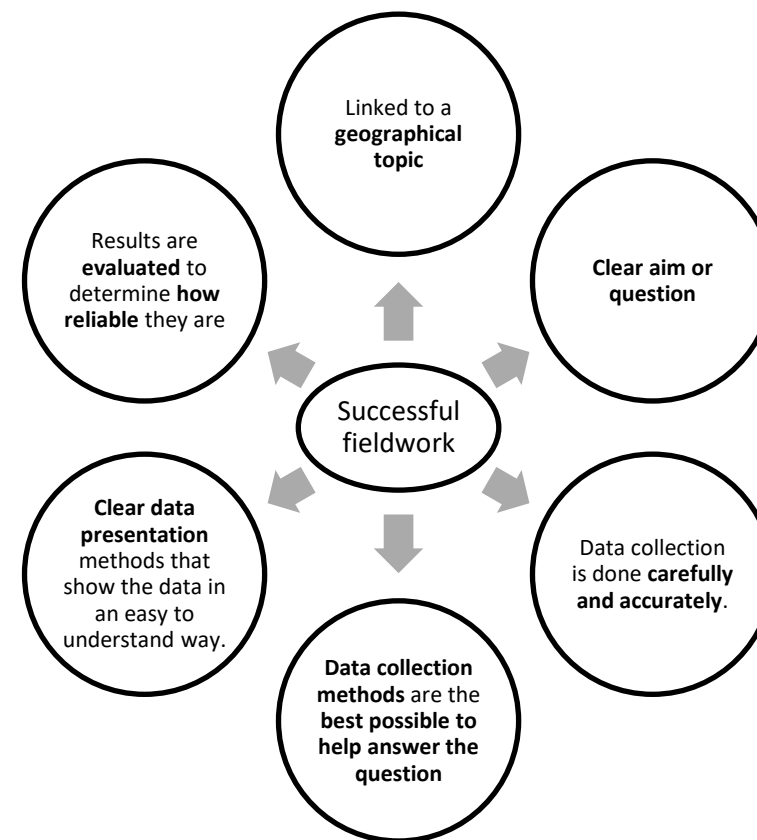 Linked to a
geographical
topic
Clear aim or
question
Data collection
is done carefully
and accurately.
Data collection
methods are the
best possible to
help answer the
question
Clear data
presentation
methods that
show the data in
an easy to
understand way.
Results are
evaluated to
determine how
reliable they are
Successful
fieldwork